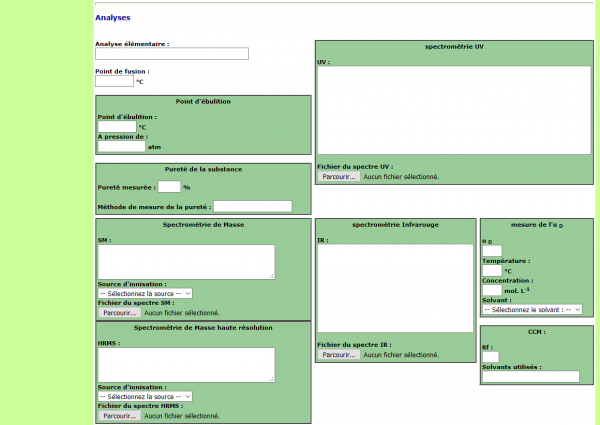 Analyses
Analyse élémentaire :
Point de fusion :
°C
Point d'ébulition
Point d'ébulition :
°C
A pression de :
atm
Pureté de la substance
Pureté mesurée : %
Méthode de mesure de la pureté :
spectrométrie UV
UV :
Fichier du spectre UV :
Parcourir... Aucun fichier sélectionné.
Spectrométrie de Masse
SM :
Source d'ionisation :
-- Sélectionnez la source --
Fichier du spectre SM :
Parcourir... Aucun fichier sélectionné.
Spectrométrie de Masse haute résolution
HRMS :
Source d'ionisation :
-- Sélectionnez la source --
Fichier du spectre HRMS :
Parcourir... Aucun fichier sélectionné.
spectrométrie Infrarouge
IR :
Fichier du spectre IR :
Parcourir... Aucun fichier sélectionné.
mesure de l'α D
α D
Température :
°C
Concentration :
mol. L-1
Solvant :
-- Sélectionnez le solvant : --
CCM :
Rf :
Solvants utilisés :